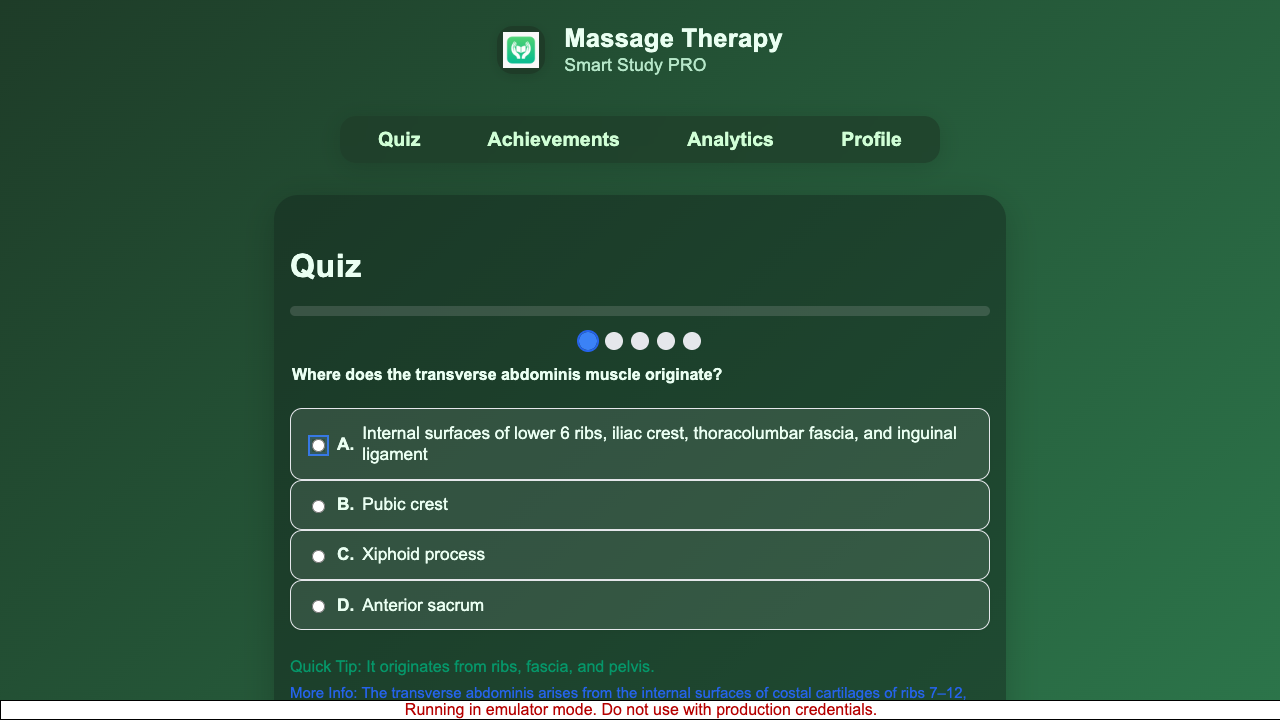 Massage Therapy
Smart Study PRO
Quiz Achievements Analytics Profile
Quiz
Where does the transverse abdominis muscle originate?
A. Internal surfaces of lower 6 ribs, iliac crest, thoracolumbar fascia, and inguinal
ligament
B. Pubic crest
C. Xiphoid process
D. Anterior sacrum
Quick Tip: It originates from ribs, fascia, and pelvis.
More Info: The transverse abdominis arises from the internal surfaces of costal cartilages of ribs 7–12,
Running in emulator mode. Do not use with production credentials.